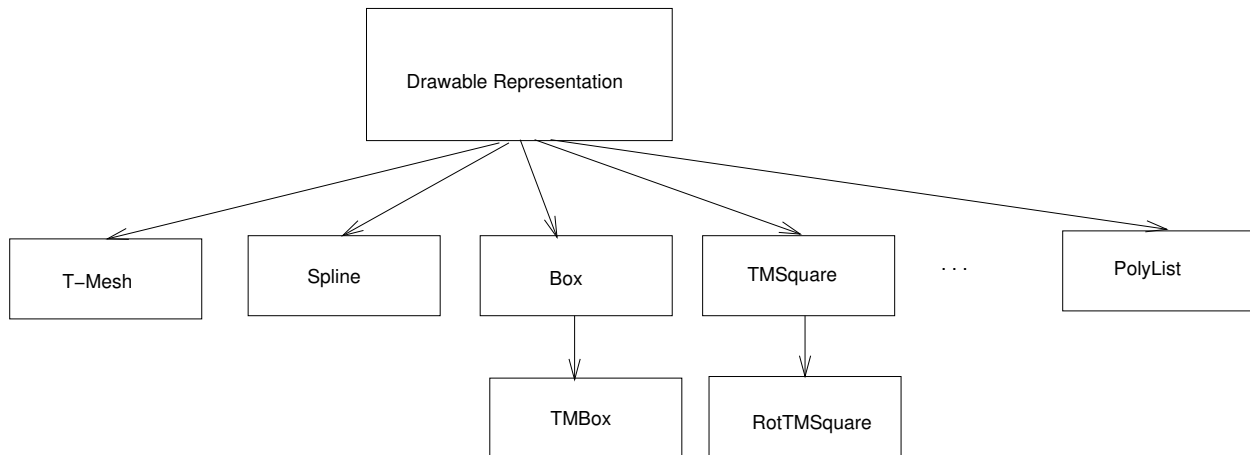 Drawable Representation
T-Mesh
Spline
Box
TMSquare
. . .
PolyList
TMBox
RotTMSquare